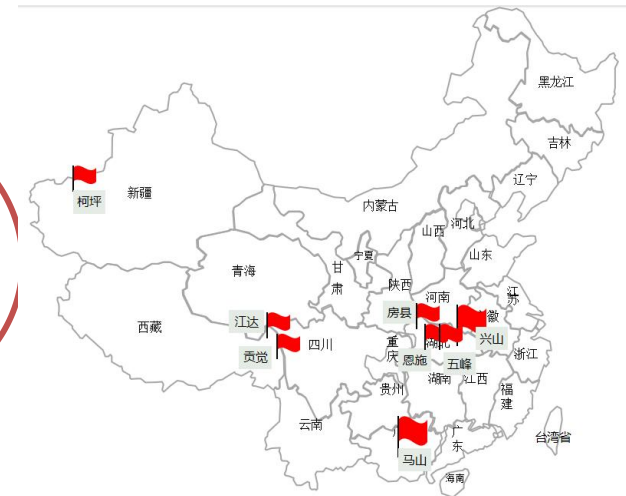 黑龙江
吉林
辽宁
柯坪
新疆
内蒙古
河北
山西
山东
宁夏
青海
甘肃
陕西
河南
江苏
房县
徽
江达
西藏
贡觉
四川
重庆
恩施
湖北
五峰
兴山
浙江
湖南
江西
贵州
福建
云南
广
广东
台湾省
马山
海南